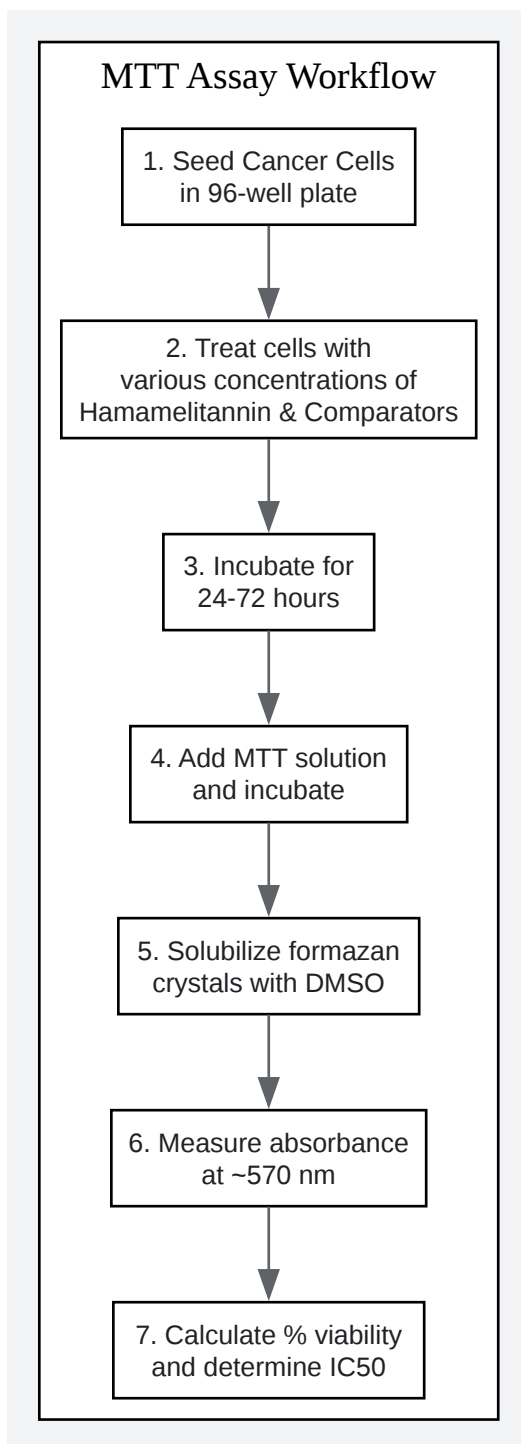 MTT Assay Workflow
1. Seed Cancer Cells
in 96-well plate
2. Treat cells with
various concentrations of
Hamamelitannin & Comparators
3. Incubate for
24-72 hours
4. Add MTT solution
and incubate
5. Solubilize formazan
crystals with DMSO
6. Measure absorbance
at ~570 nm
7. Calculate % viability
and determine IC50